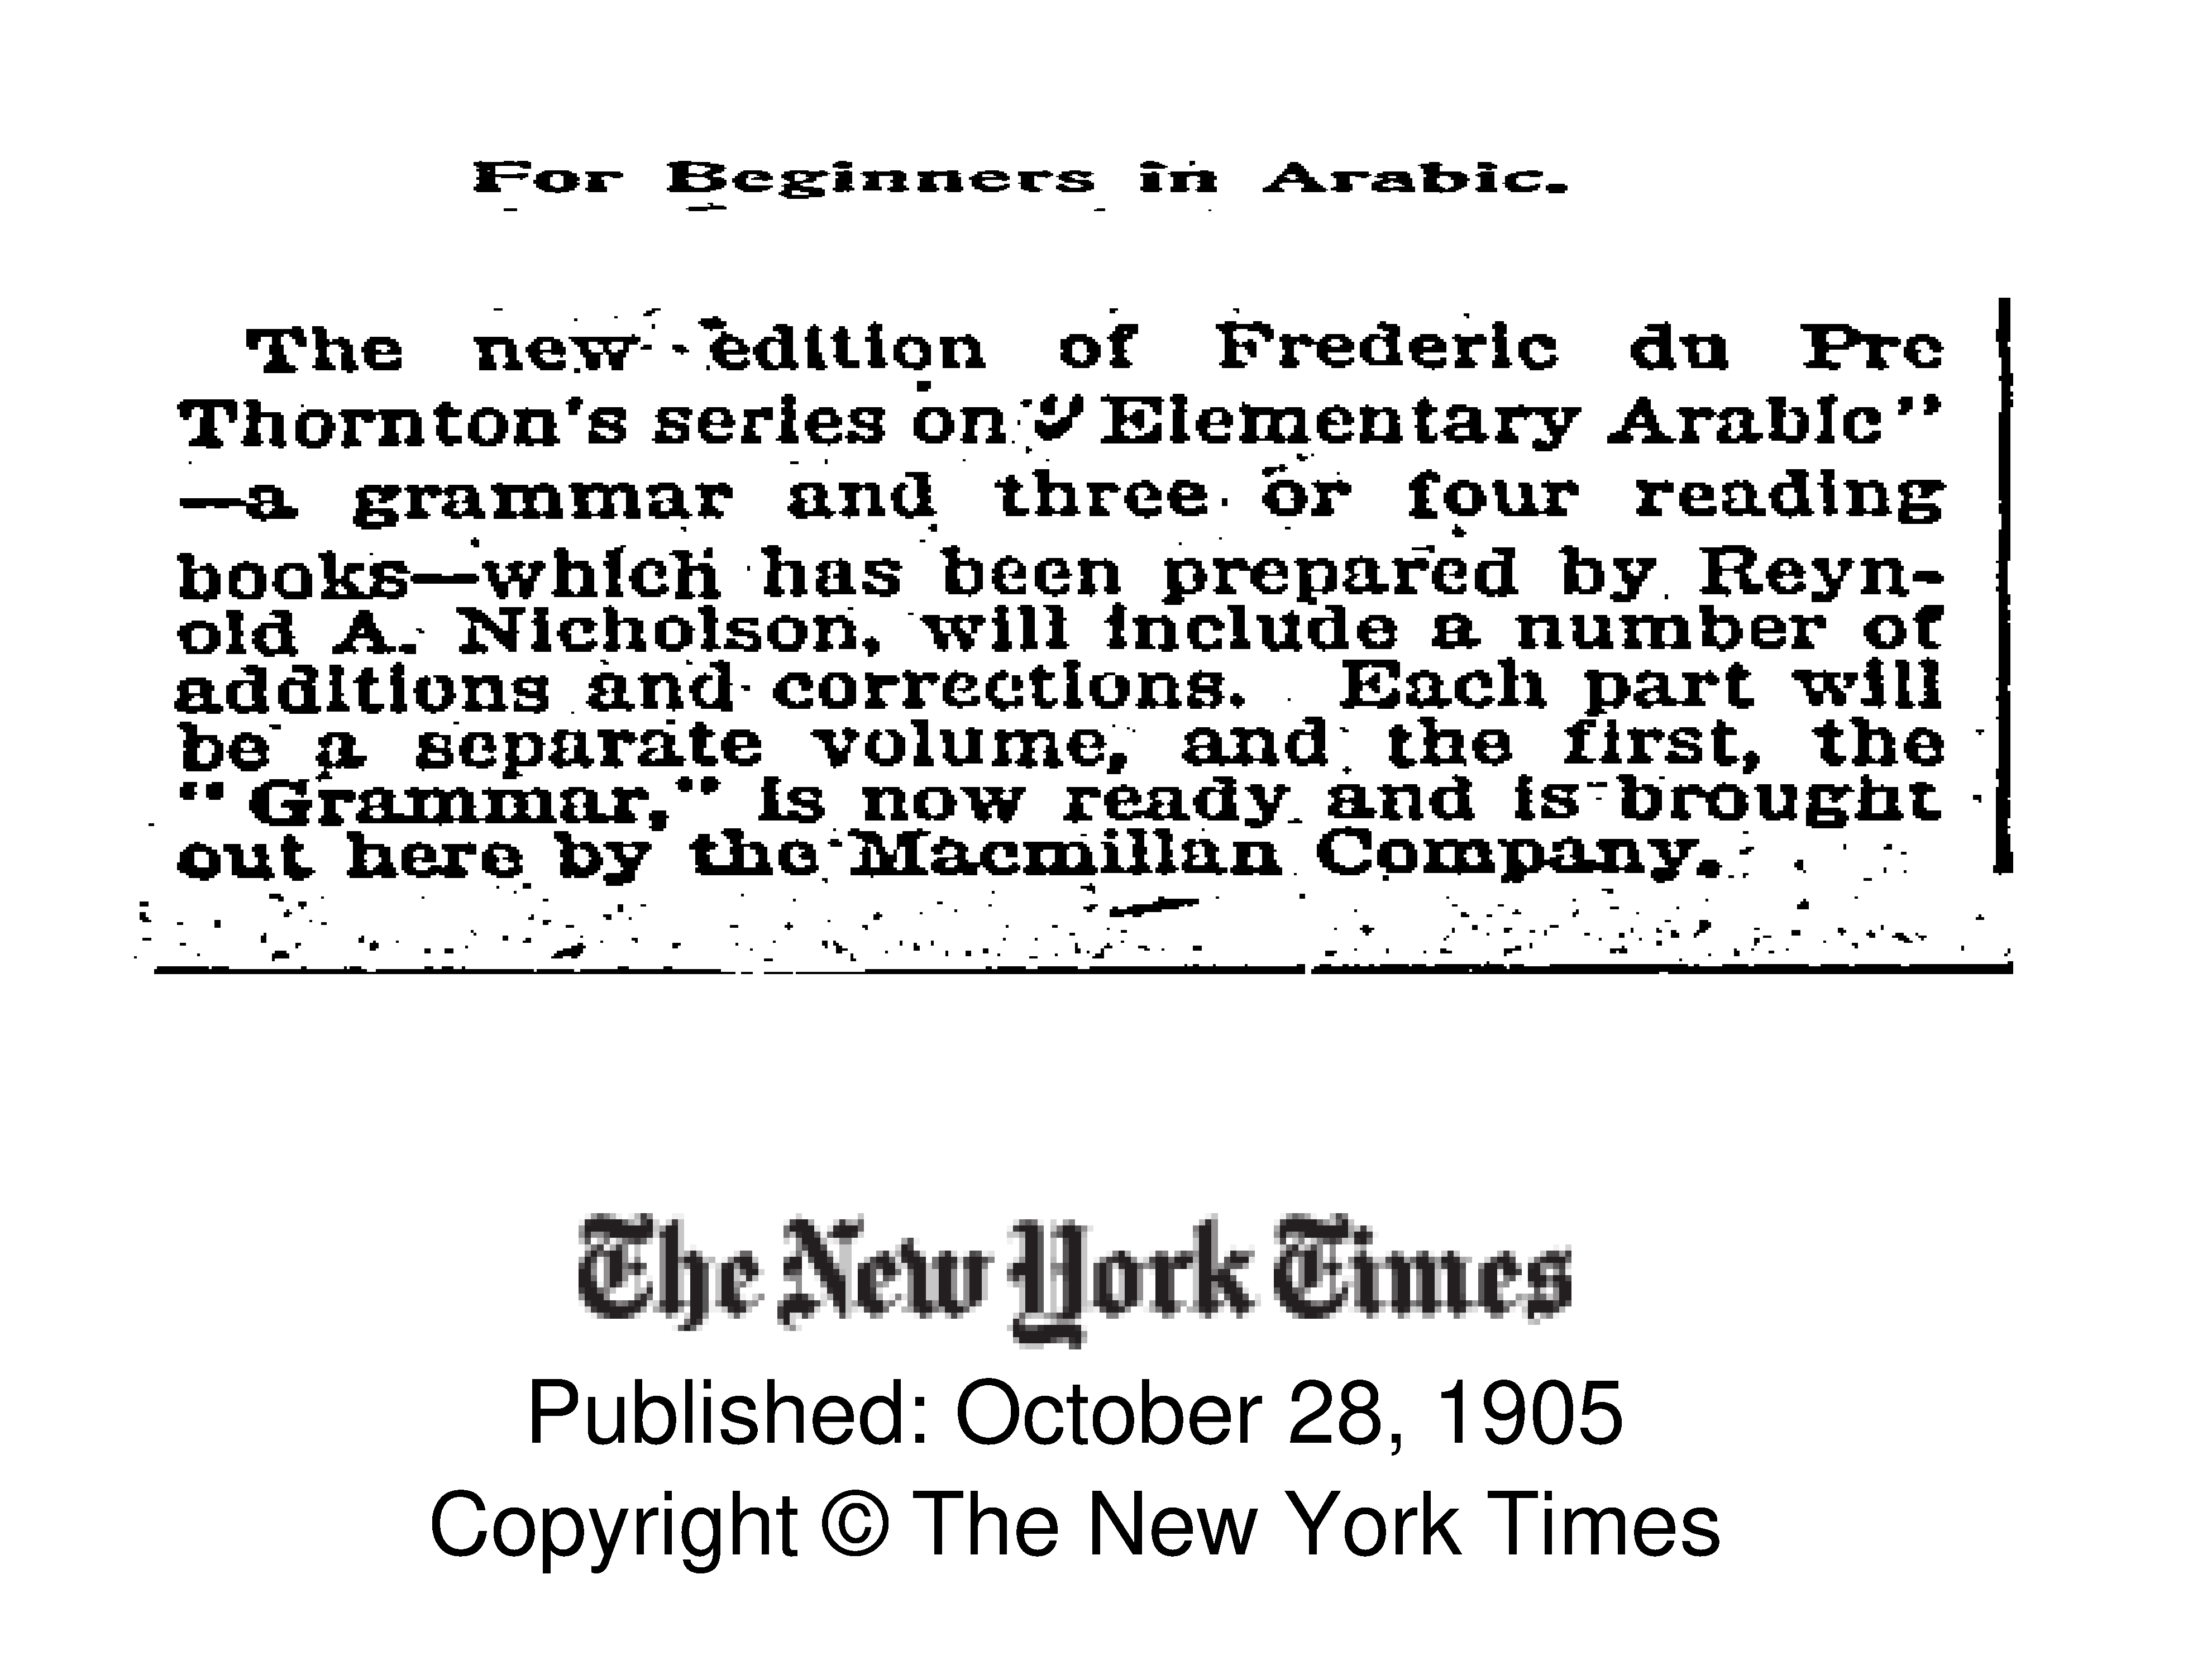 For Beginners in Arabic.
The new edition of Frederic du Pre
Thornton's series on "Elementary Arabic"
—a grammar and three or four reading
books—which has been prepared by Reyn-
old A. Nicholson, will include a number of
additions and corrections. Each part will
be a separate volume, and the first, the
"Grammar," is now ready and is brought
out here by the Macmillan Company.
The New York Times
Published: October 28, 1905
Copyright © The New York Times